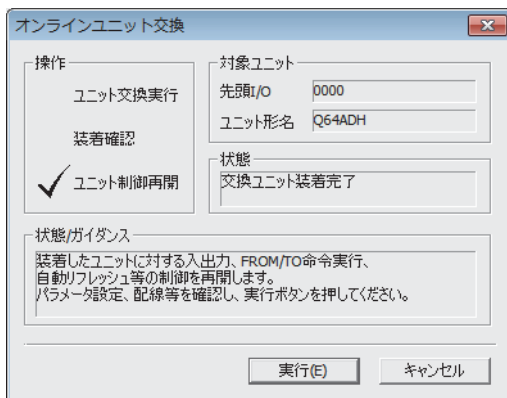 オンラインユニット交換
操作
ユニット交換実行
装着確認
ユニット制御再開
対象ユニット
先頭I/O 0000
ユニット形名 Q64ADH
状態
交換ユニット装着完了
状態/ガイダンス
装着したユニットに対する入出力、FROM/TO命令実行、
自動リフレッシュ等の制御を再開します。
パラメータ設定、配線等を確認し、実行ボタンを押してください。
実行(E) キャンセル